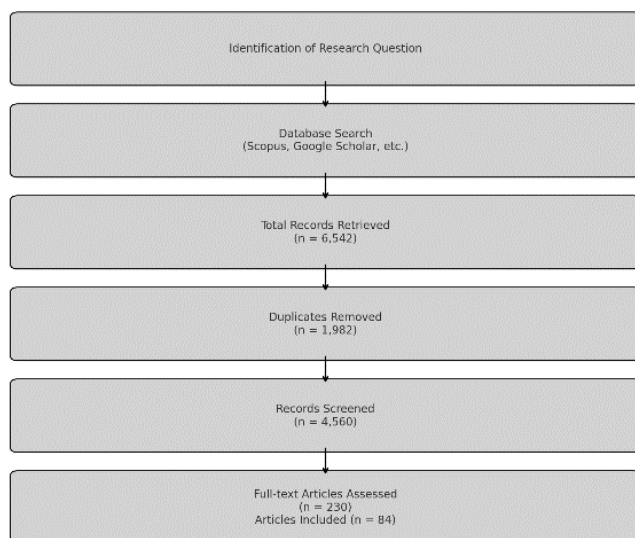 Identification of Research Question
Database Search
(Scopus, Google Scholar, etc.)
Total Records Retrieved
(n = 6,542)
Duplicates Removed
(n = 1,982)
Records Screened
(n = 4,560)
Full-text Articles Assessed
(n = 230)
Articles Included (n = 84)